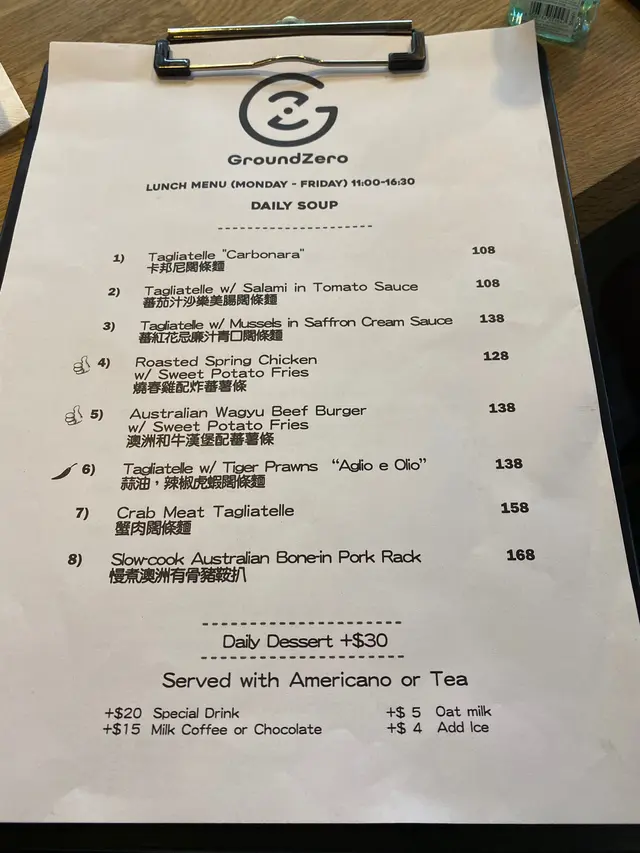 GroundZero
LUNCH MENU (MONDAY - FRIDAY) 11:00-16:30
DAILY SOUP
1) Tagliatelle "Carbonara" 108
卡邦尼闊條麵
2) Tagliatelle w/ Salami in Tomato Sauce 108
蕃茄汁沙樂美腸闊條麵
3) Tagliatelle w/ Mussels in Saffron Cream Sauce 138
蕃紅花忌廉汁青口闊條麵
4) Roasted Spring Chicken 128
w/ Sweet Potato Fries
燒春雞配炸蕃薯條
5) Australian Wagyu Beef Burger 138
w/ Sweet Potato Fries
澳洲和牛漢堡配蕃薯條
6) Tagliatelle w/ Tiger Prawns “Aglio e Olio” 138
蒜油，辣椒虎蝦闊條麵
7) Crab Meat Tagliatelle 158
蟹肉闊條麵
8) Slow-cook Australian Bone-in Pork Rack 168
慢煮澳洲有骨豬鞍扒
Daily Dessert +$30
Served with Americano or Tea
+$20 Special Drink +$ 5 Oat milk
+$15 Milk Coffee or Chocolate +$ 4 Add Ice